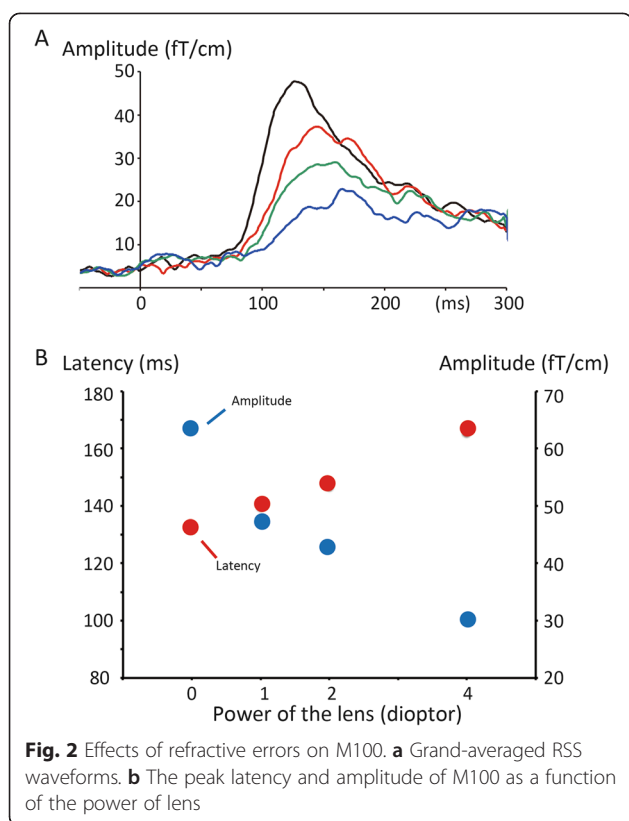 A
Amplitude (fT/cm)
50
40
30
20
10
0 100 200 (ms) 300
B Latency (ms) Amplitude (fT/cm)
180 70
Amplitude
160 60
140 50
120 40
Latency
100 30
80 20
0 1 2 4
Power of the lens (dioptor)
Fig. 2 Effects of refractive errors on M100. a Grand-averaged RSS
waveforms. b The peak latency and amplitude of M100 as a function
of the power of lens